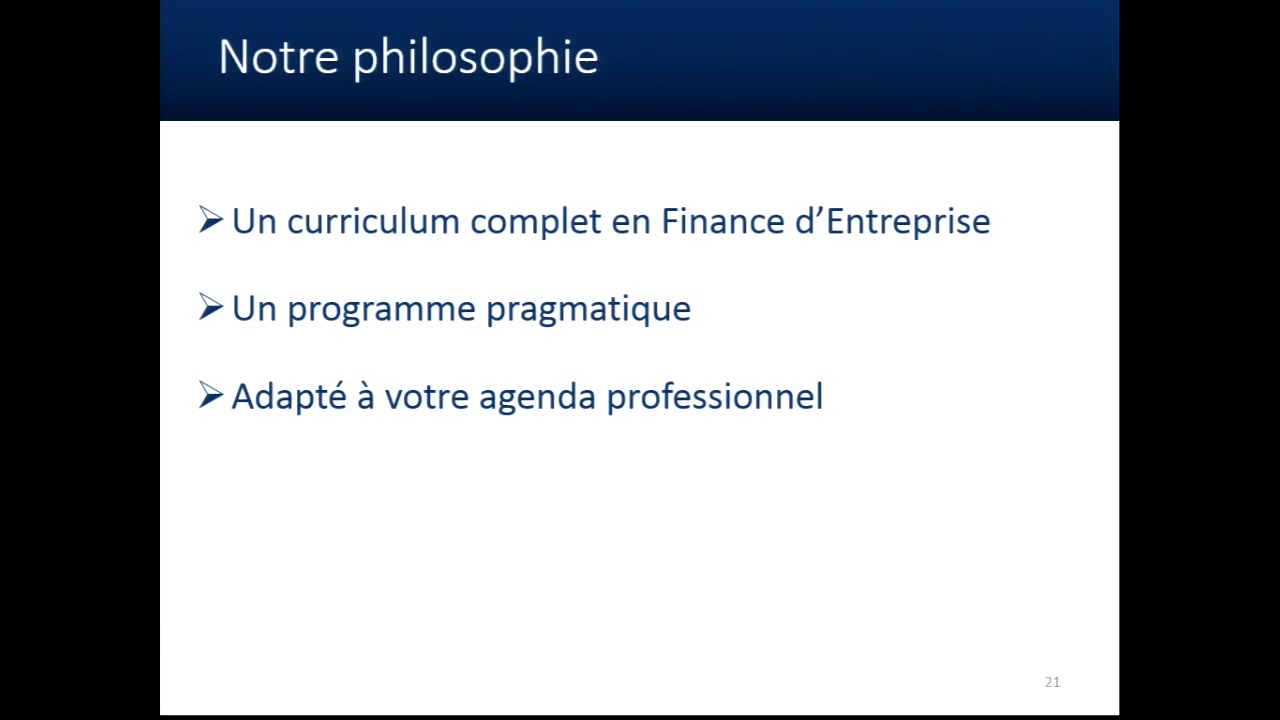 Notre philosophie
➢ Un curriculum complet en Finance d’Entreprise
➢ Un programme pragmatique
➢ Adapté à votre agenda professionnel
21